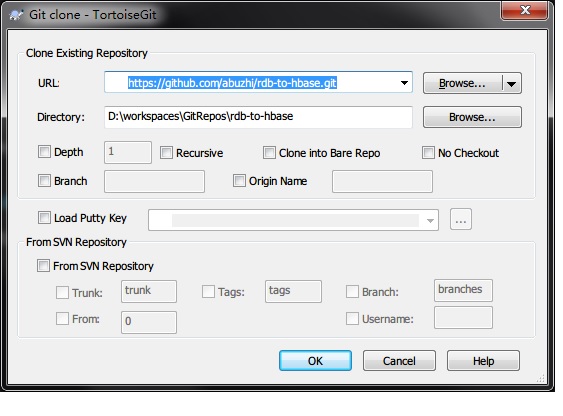 Git clone - TortoiseGit
Clone Existing Repository
URL: https://github.com/abuzhi/rdb-to-hbase.git Browse...
Directory: D:\workspaces\GitRepos\rdb-to-hbase Browse...
Depth 1 Recursive Clone into Bare Repo No Checkout
Branch Origin Name
Load Putty Key ...
From SVN Repository
From SVN Repository
Trunk: trunk Tags: tags Branch: branches
From: 0 Username:
OK Cancel Help